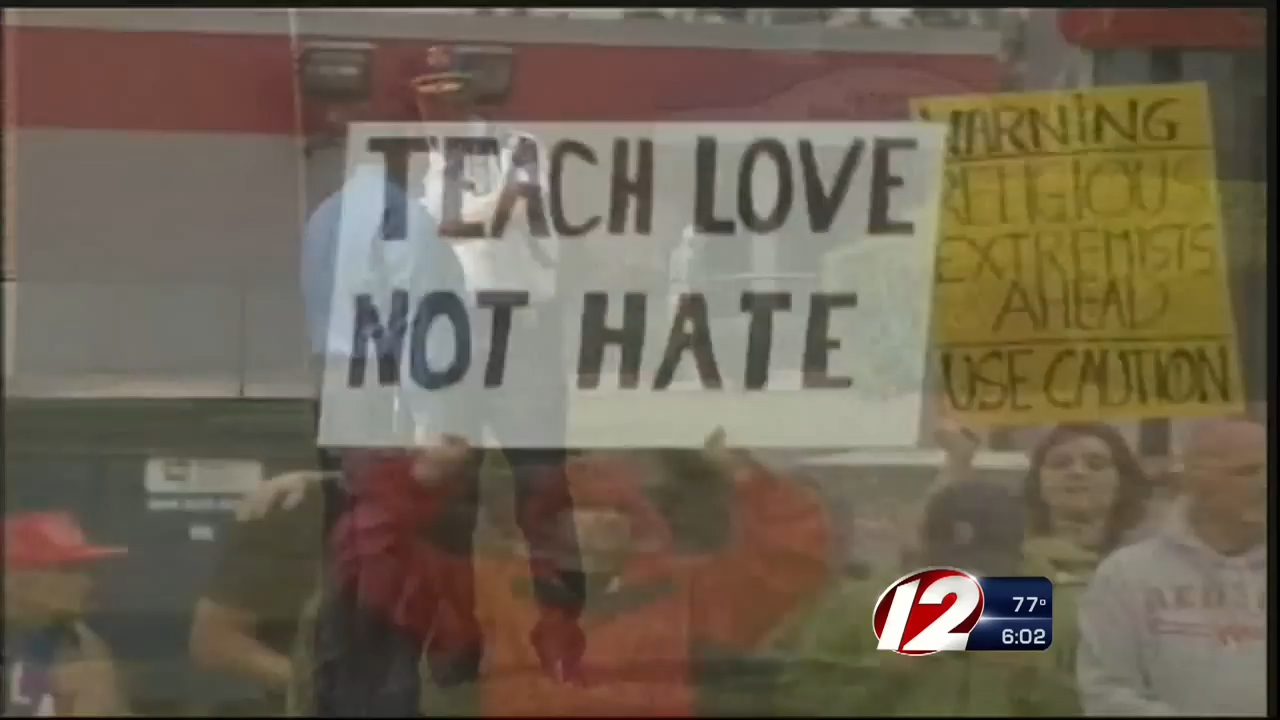 TEACH LOVE
NOT HATE
WARNING
RELIGIOUS
EXTREMISTS
AHEAD
USE CAUTION
12
77°
6:02